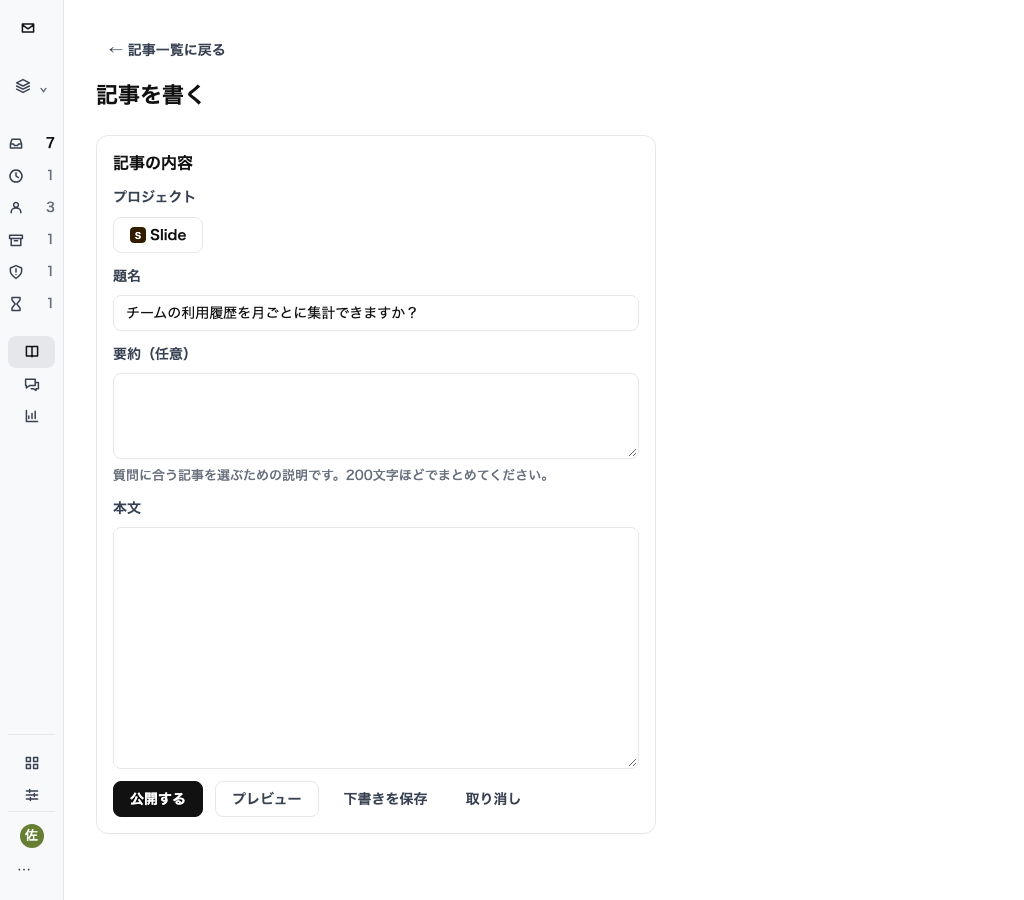 7
1
3
1
1
1
佐
← 記事一覧に戻る
記事を書く
記事の内容
プロジェクト
S Slide
題名
チームの利用履歴を月ごとに集計できますか？
要約（任意）
質問に合う記事を選ぶための説明です。200文字ほどでまとめてください。
本文
公開する プレビュー 下書きを保存 取り消し